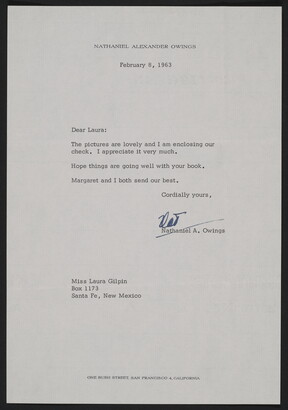 NATHANIEL ALEXANDER OWINGS
February 8, 1963
Dear Laura:
The pictures are lovely and I am enclosing our
check. I appreciate it very much.
Hope things are going well with your book.
Margaret and I both send our best.
Cordially yours,
Nat
Nathaniel A. Owings
Miss Laura Gilpin
Box 1173
Santa Fe, New Mexico
ONE BUSH STREET, SAN FRANCISCO 4, CALIFORNIA